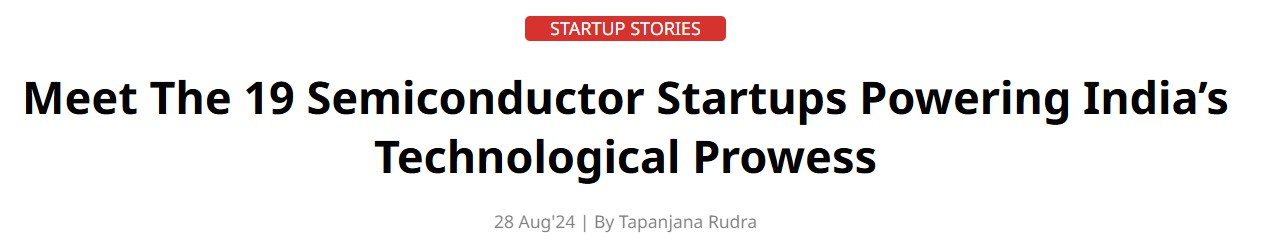 STARTUP STORIES
Meet The 19 Semiconductor Startups Powering India’s
Technological Prowess
28 Aug'24 | By Tapanjana Rudra